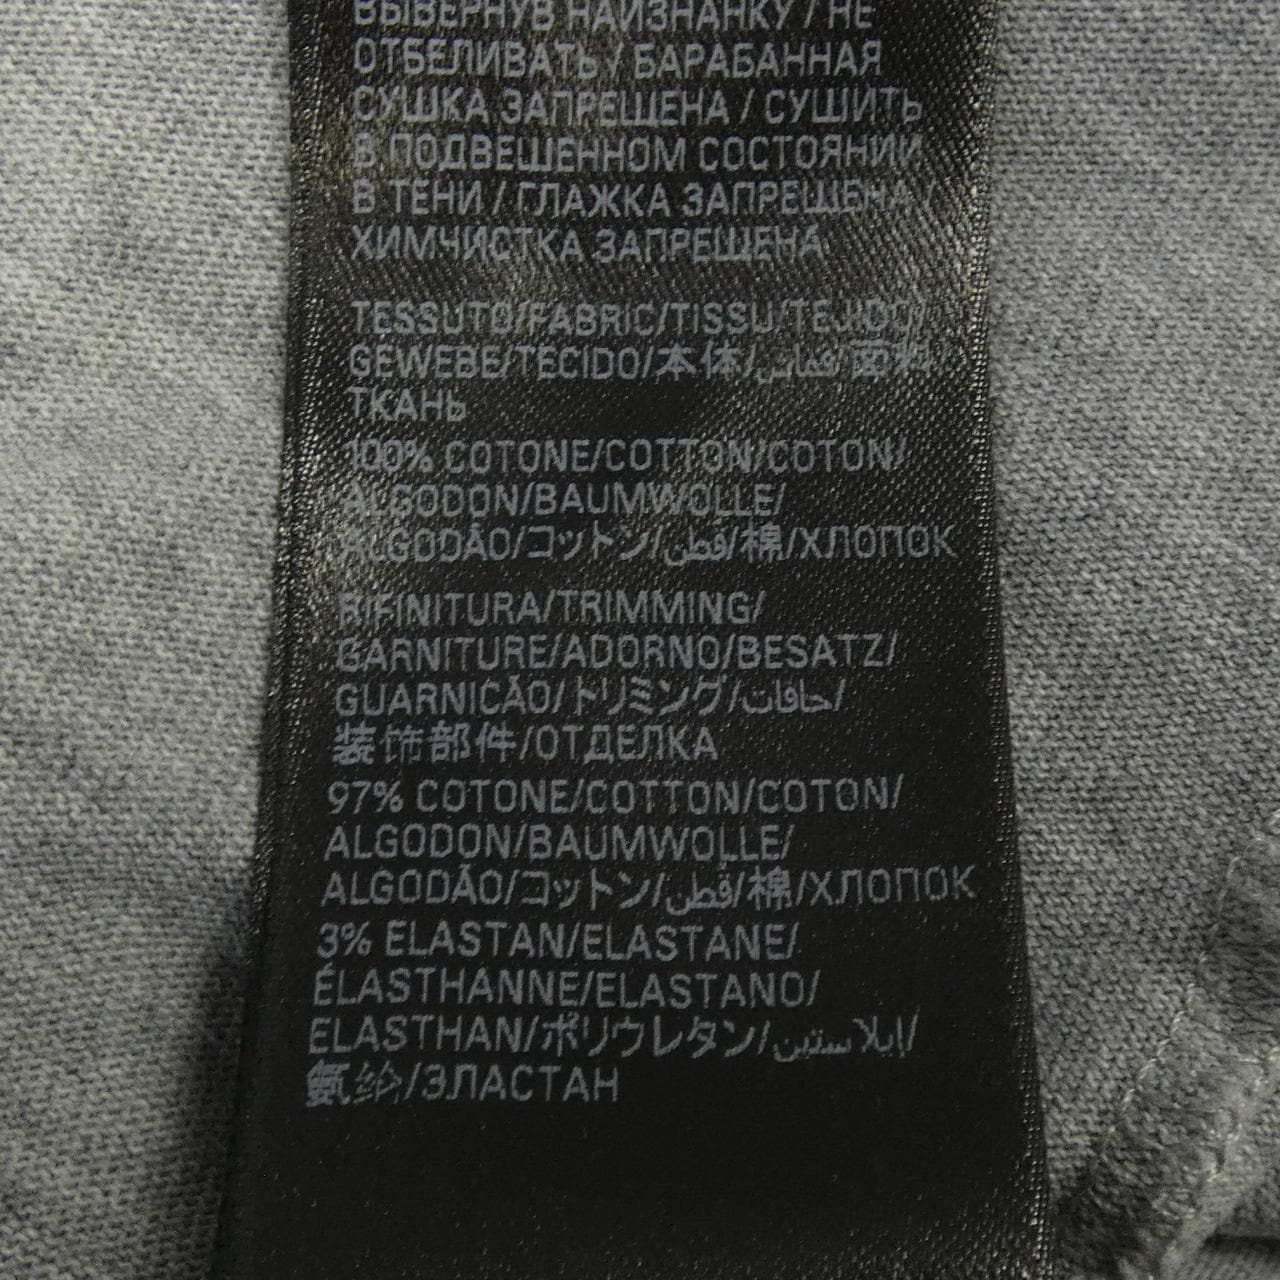 ВЫВЕРНУВ НАИЗНАНКУ / НЕ
ОТБЕЛИВАТЬ / БАРАБАННАЯ
СУШКА ЗАПРЕЩЕНА / СУШИТЬ
В ПОДВЕШЕННОМ СОСТОЯНИИ
В ТЕНИ / ГЛАЖКА ЗАПРЕЩЕНА /
ХИМЧИСТКА ЗАПРЕЩЕНА
TESSUTO/FABRIC/TISSU/TEJIDO/
GEWEBE/TECIDO/本体/قماش/面料/
ТКАНЬ
100% COTONE/COTTON/COTON/
ALGODON/BAUMWOLLE/
ALGODÃO/コットン/قطن/棉/ХЛОПОК
RIFINITURA/TRIMMING/
GARNITURE/ADORNO/BESATZ/
GUARNICÃO/トリミング/حافات/
装饰部件/ОТДЕЛКА
97% COTONE/COTTON/COTON/
ALGODON/BAUMWOLLE/
ALGODÃO/コットン/قطن/棉/ХЛОПОК
3% ELASTAN/ELASTANE/
ÉLASTHANNE/ELASTANO/
ELASTHAN/ポリウレタン/إيلاستين/
氨纶/ЭЛАСТАН